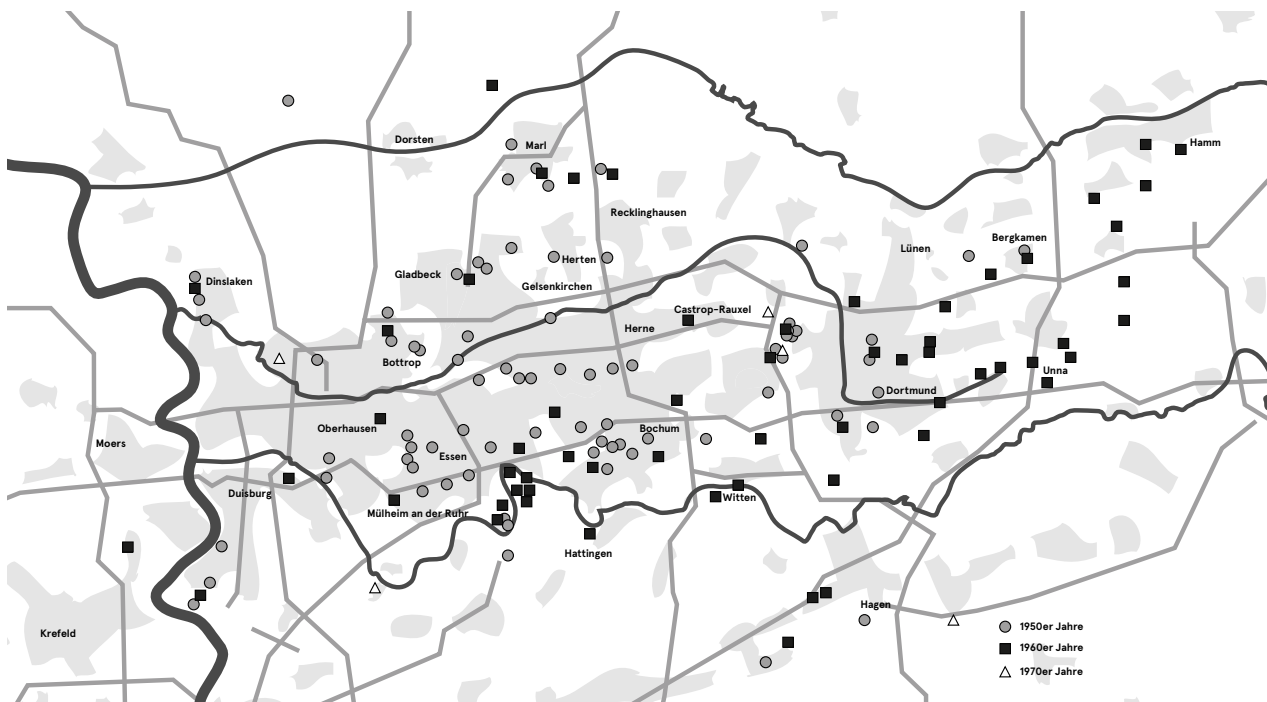 Dorsten
Marl
Hamm
Recklinghausen
Bergkamen
Lünen
Herten
Gladbeck
Dinslaken
Gelsenkirchen
Castrop-Rauxel
Herne
Bottrop
Unna
Dortmund
Oberhausen
Bochum
Moers
Essen
Duisburg
Witten
Mülheim an der Ruhr
Hattingen
Hagen
Krefeld
1950er Jahre
1960er Jahre
1970er Jahre